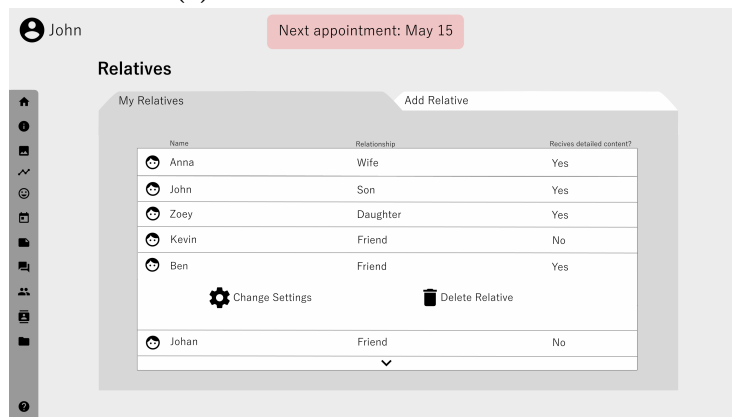 John
Next appointment: May 15
Relatives
My Relatives
Add Relative
Name Relationship Recives detailed content?
Anna Wife Yes
John Son Yes
Zoey Daughter Yes
Kevin Friend No
Ben Friend Yes
Change Settings Delete Relative
Johan Friend No